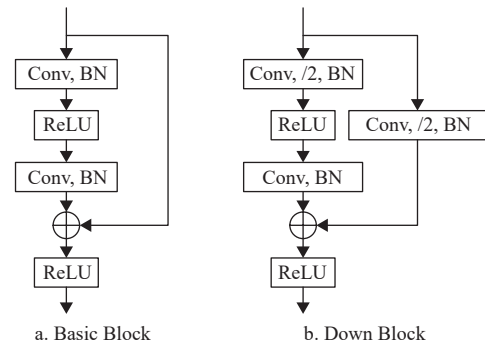 Conv, BN
ReLU
Conv, BN
ReLU
a. Basic Block
Conv, /2, BN
ReLU
Conv, /2, BN
Conv, BN
ReLU
b. Down Block